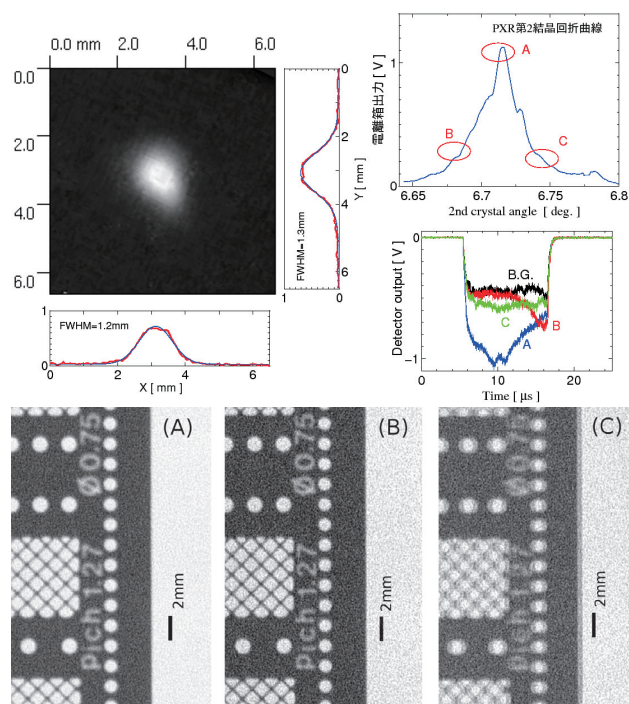 0.0 mm
3.0
6.0
0.0
2.0
4.0
6.0
0
2
4
6
Y [ mm ]
FWHM=1.3mm
1
0
FWHM=1.2mm
1
0
0
2
4
6
X [ mm ]
PXR第2結晶回折曲線
A
B
C
電離箱出力 [ V ]
1
0
6.65
6.7
6.75
6.8
2nd crystal angle [ deg. ]
Detector output [ V ]
0
−1
B.G.
C
B
A
0
10
20
Time [ μs ]
(A)
Ø0.75
pich 1.27
2mm
(B)
Ø0.75
pich 1.27
2mm
(C)
Ø0.75
pich 1.27
2mm